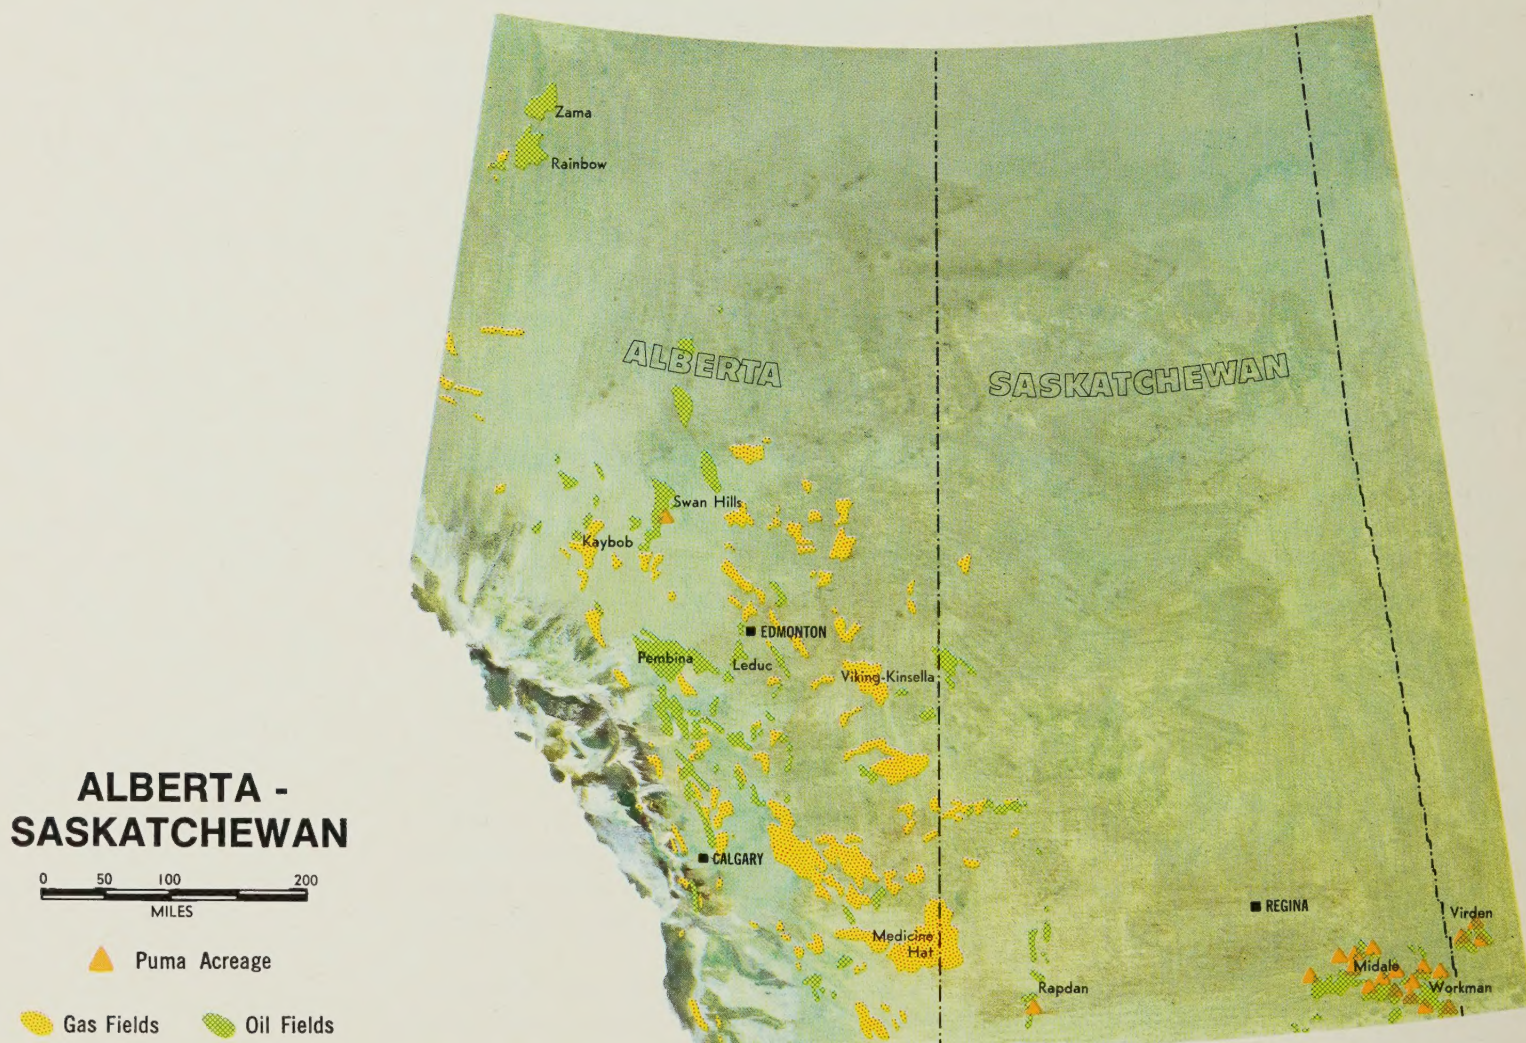 Zama
Rainbow
ALBERTA
SASKATCHEWAN
Swan Hills
Kaybob
EDMONTON
Pembina
Leduc
Viking-Kinsella
CALGARY
REGINA
Medicine
Hat
Virden
Midale
Rapdan
Workman
ALBERTA -
SASKATCHEWAN
0 50 100 200
MILES
Puma Acreage
Gas Fields
Oil Fields